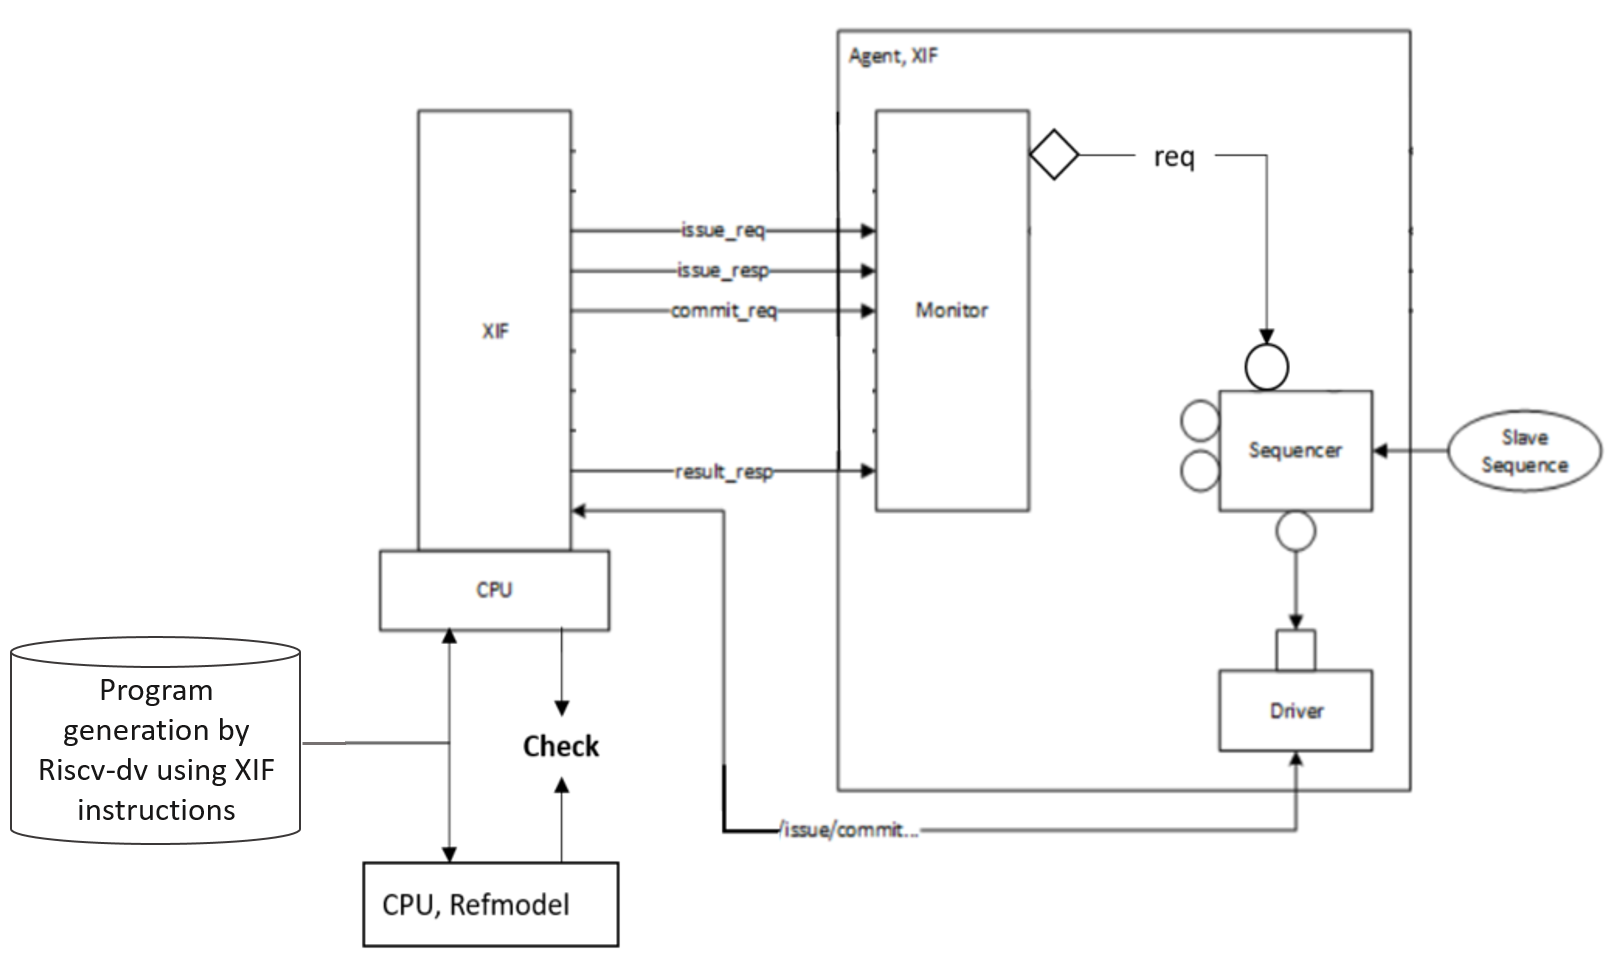 Agent, XIF
req
issue_req
issue_resp
commit_req
XIF
Monitor
Sequencer
Slave
Sequence
result_resp
CPU
Program
generation by
Riscv-dv using XIF
instructions
Check
Driver
/issue/commit...
CPU, Refmodel